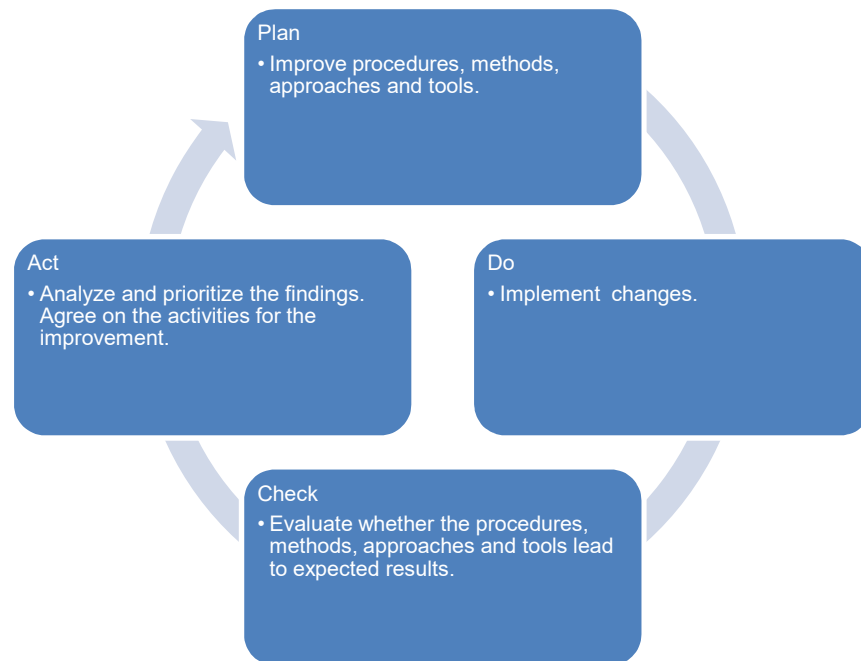 Plan
• Improve procedures, methods,
approaches and tools.
Do
• Implement  changes.
Check
• Evaluate whether the procedures,
methods, approaches and tools lead
to expected results.
Act
• Analyze and prioritize the findings.
Agree on the activities for the
improvement.